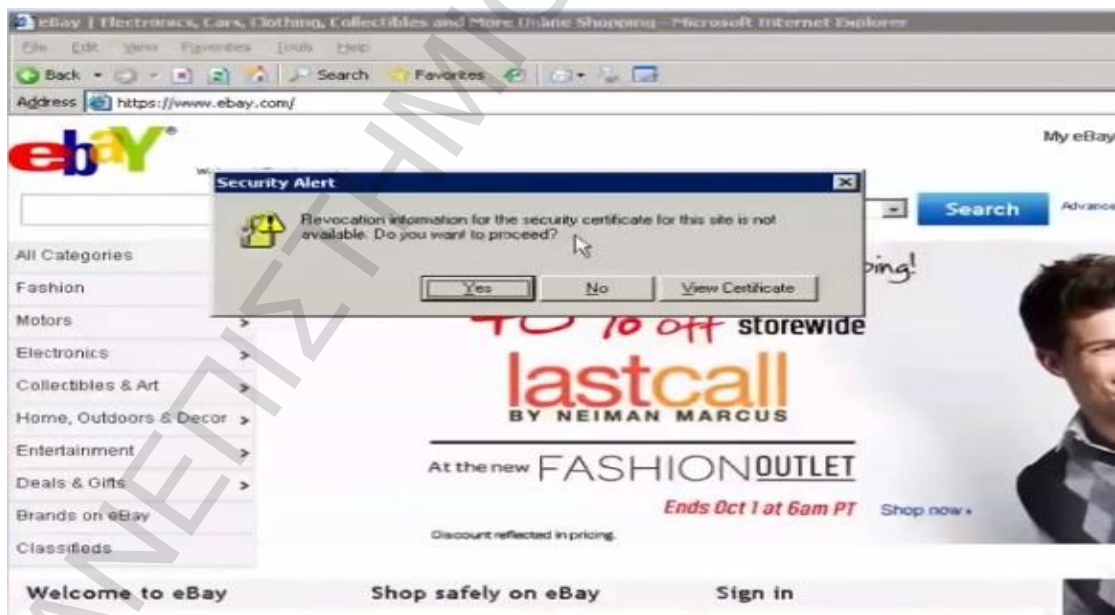 eBay | Electronics, Cars, Clothing, Collectibles and More Online Shopping - Microsoft Internet Explorer
File Edit View Favorites Tools Help
Back Search Favorites
Address https://www.ebay.com/
ebaY®
My eBay
Security Alert
Revocation information for the security certificate for this site is not
available. Do you want to proceed?
Yes No View Certificate
Search
All Categories
Fashion
Motors
Electronics
Collectibles & Art
Home, Outdoors & Decor
Entertainment
Deals & Gifts
Brands on eBay
Classifieds
ping!
40% off storewide
lastcall
BY NEIMAN MARCUS
At the new FASHION OUTLET
Ends Oct 1 at 6am PT
Shop now
Discount reflected in pricing.
Welcome to eBay Shop safely on eBay Sign in
ΑΝΕΠΙΣΤΗΜΙΟ